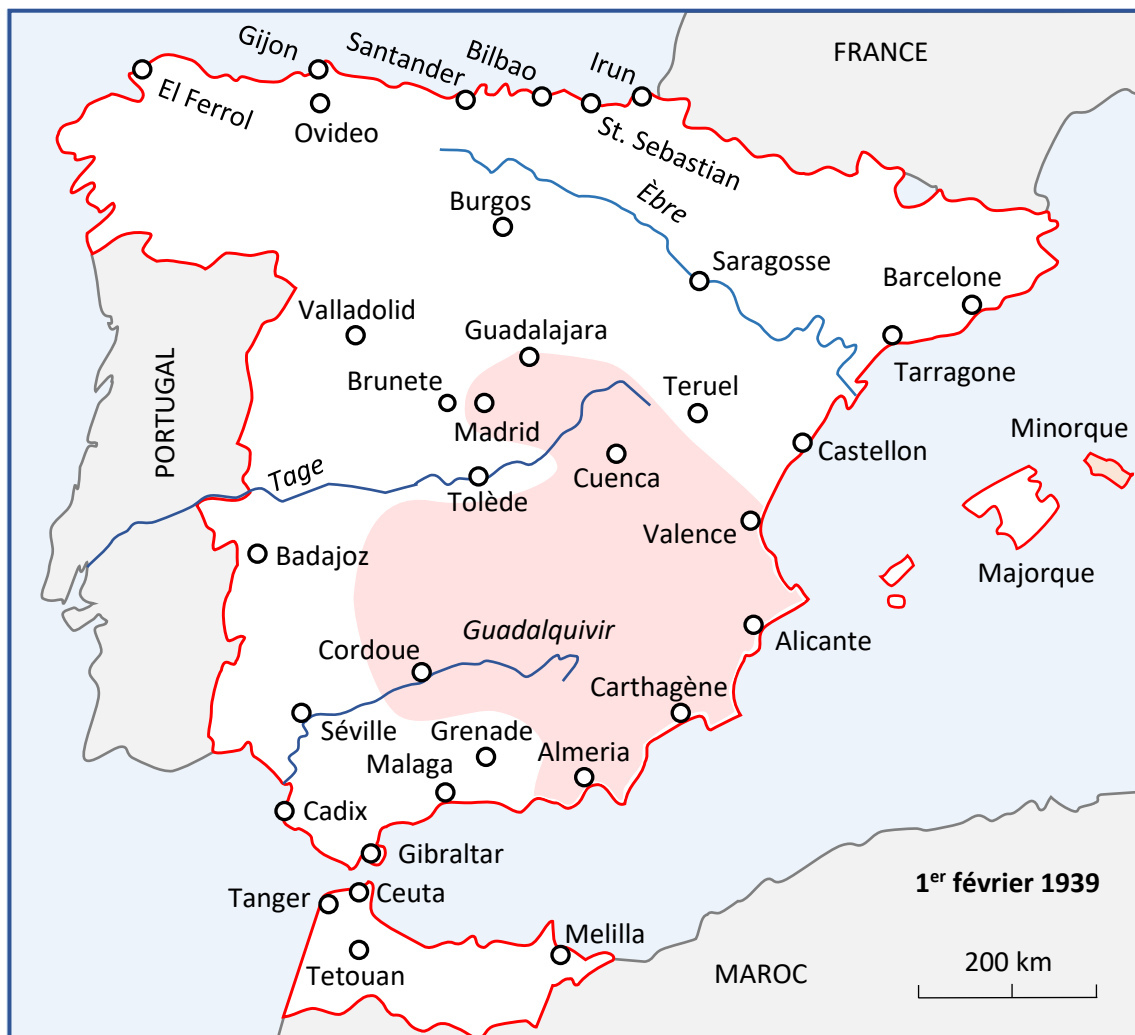 FRANCE
Gijon
Santander
Bilbao
Irun
El Ferrol
Ovideo
St. Sebastian
Èbre
Burgos
Saragosse
Barcelone
Valladolid
Guadalajara
Tarragone
PORTUGAL
Brunete
Madrid
Teruel
Minorque
Castellon
Tage
Tolède
Cuenca
Valence
Majorque
Badajoz
Guadalquivir
Alicante
Cordoue
Carthagène
Séville
Grenade
Almeria
Malaga
Cadix
Gibraltar
1er février 1939
Tanger
Ceuta
Melilla
Tetouan
MAROC
200 km